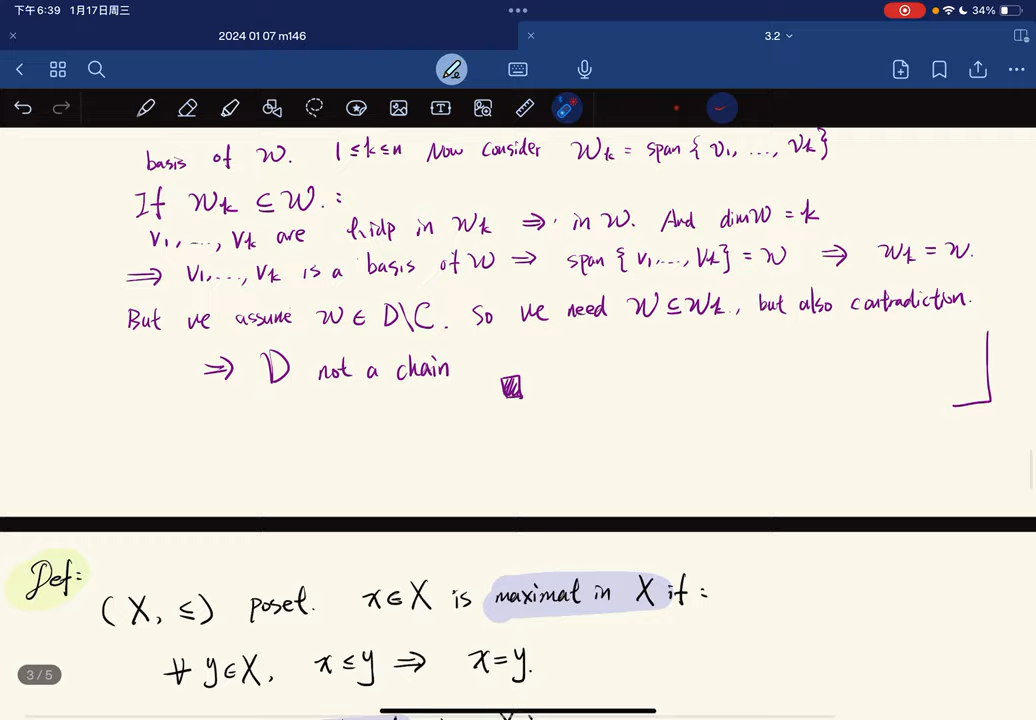 下午6:39 1月17日周三
34%
2024 01 07 m146
3.2
basis of W. 1≤k≤n Now consider Wk = span { v1, ..., vk }
If Wk ⊆ W. :
v1, ..., vk are l.idp in Wk ⇒ in W. And dimW = k
⇒ v1, ..., vk is a basis of W ⇒ span { v1, ..., vk } = W ⇒ Wk = W.
But we assume W ∈ D\C. So we need W ⊆ Wk, but also contradiction.
⇒ D not a chain
Def:
(X, ≤) poset. x∈X is maximal in X if :
∀ y∈X, x ≤ y ⇒ x = y.
3 / 5